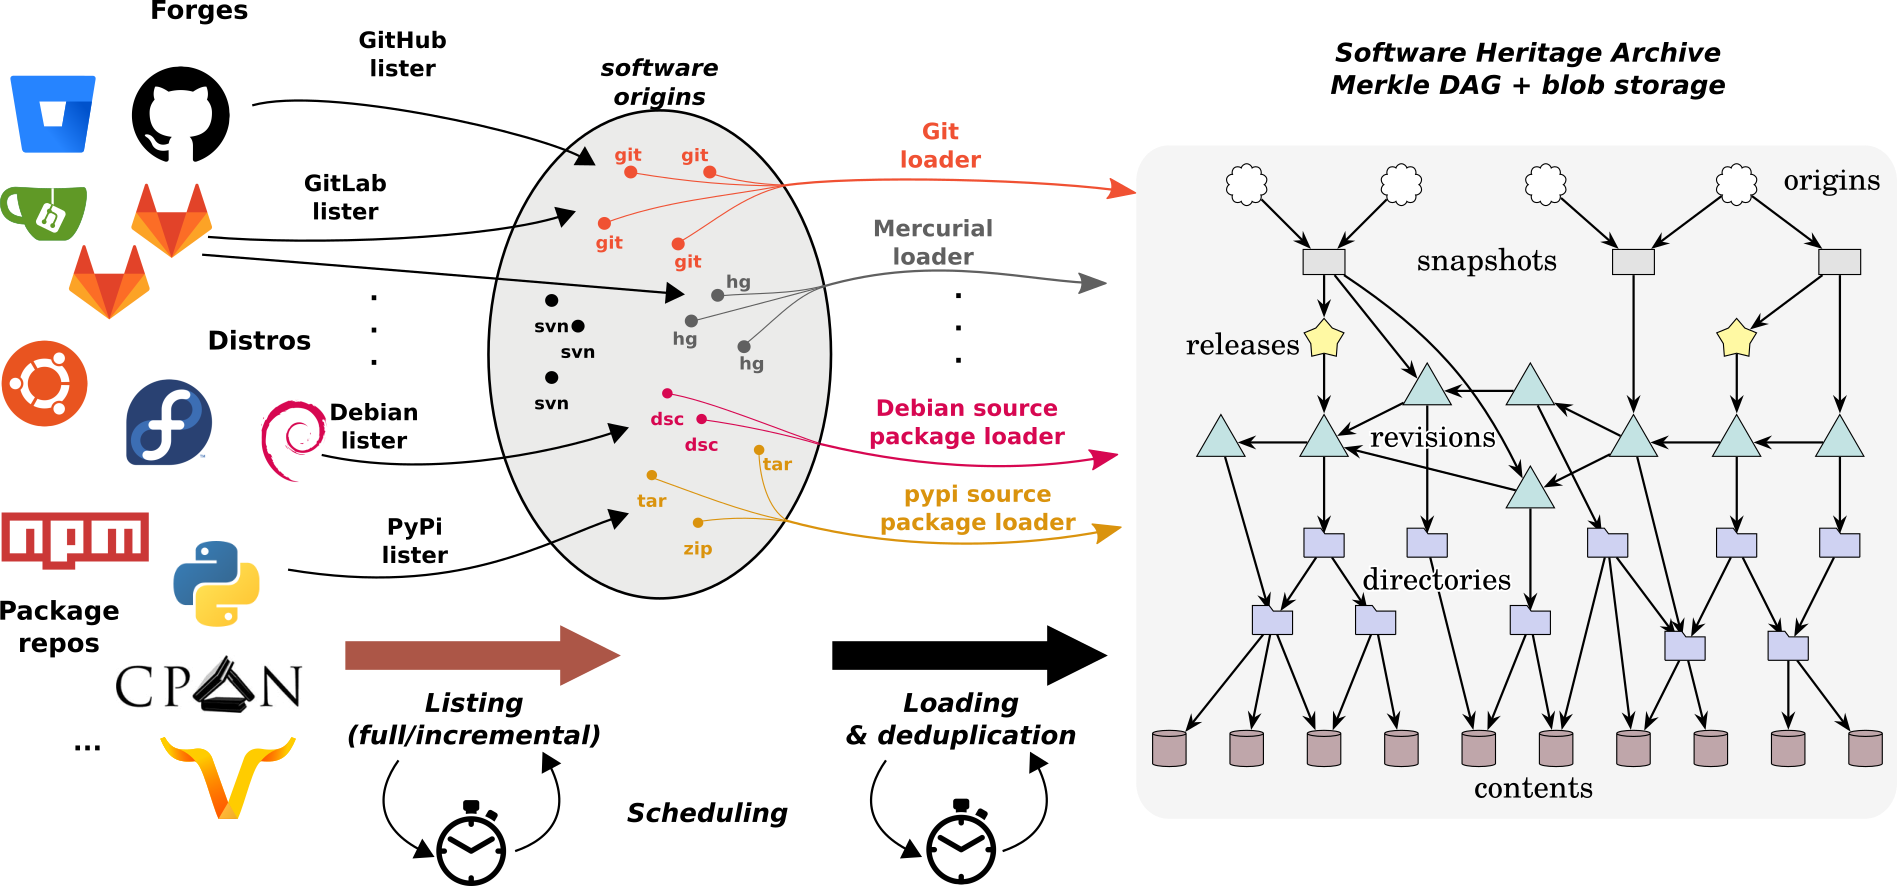 Forges
GitHub
lister
GitLab
lister
Distros
Debian
lister
npm
PyPi
lister
Package
repos
CPAN
...
software
origins
git
git
git
git
hg
hg
hg
svn
svn
svn
dsc
dsc
tar
tar
zip
Git
loader
Mercurial
loader
Debian source
package loader
pypi source
package loader
Listing
(full/incremental)
Scheduling
Loading
& deduplication
Software Heritage Archive
Merkle DAG + blob storage
origins
snapshots
releases
revisions
directories
contents